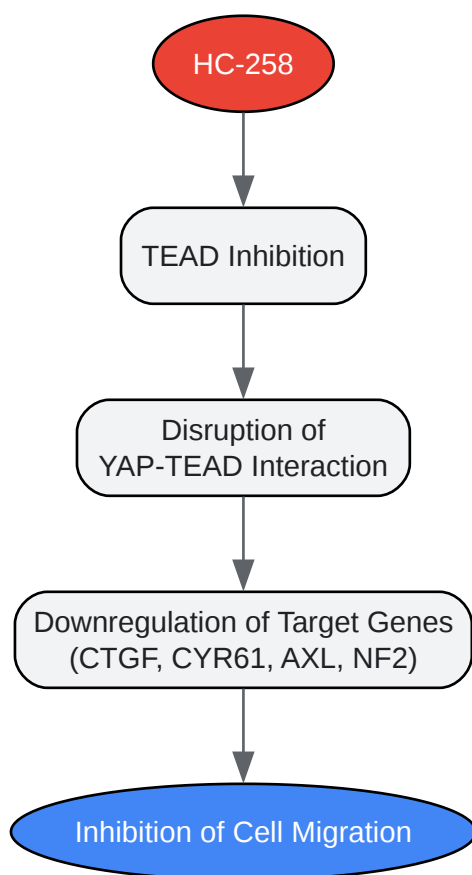 HC-258
TEAD Inhibition
Disruption of
YAP-TEAD Interaction
Downregulation of Target Genes
(CTGF, CYR61, AXL, NF2)
Inhibition of Cell Migration